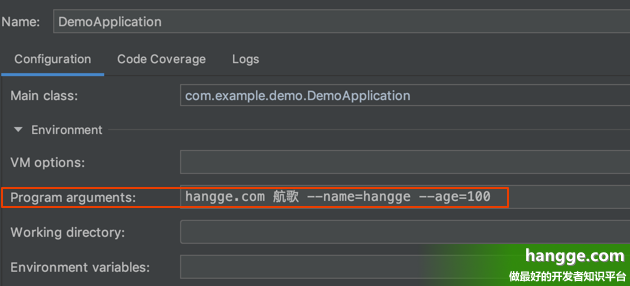 Name: DemoApplication
Configuration Code Coverage Logs
Main class: com.example.demo.DemoApplication
Environment
VM options:
Program arguments: hangge.com 航歌 --name=hangge --age=100
Working directory:
Environment variables:
hangge.com
做最好的开发者知识平台